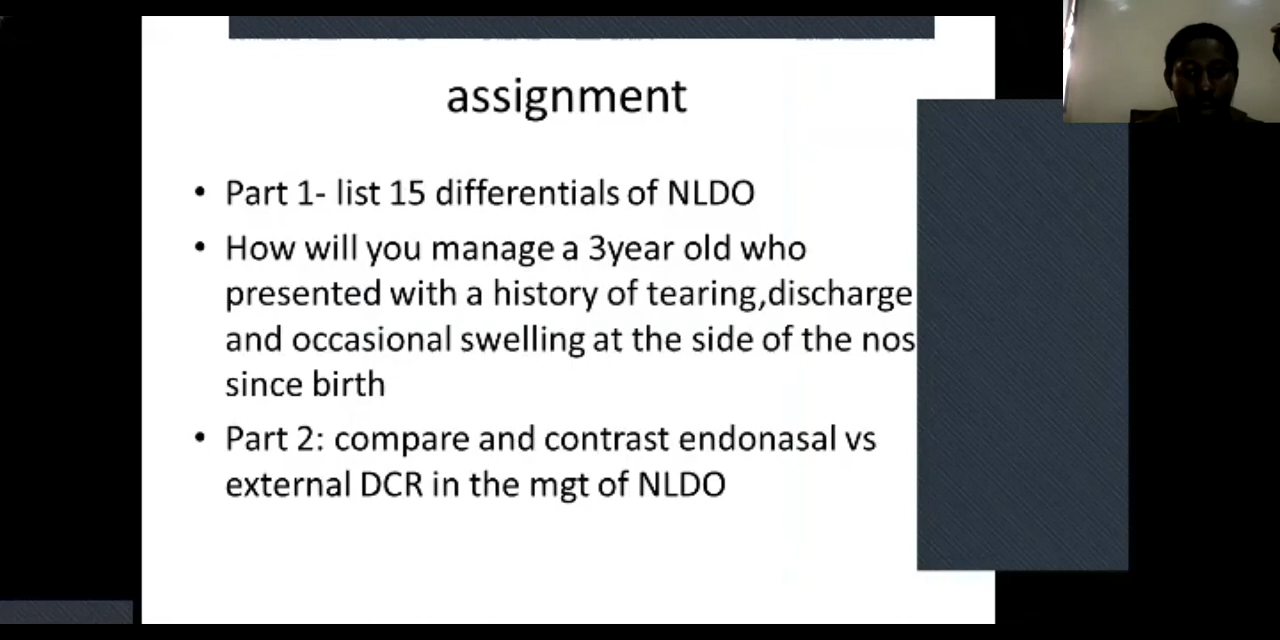 assignment
• Part 1- list 15 differentials of NLDO
• How will you manage a 3year old who
presented with a history of tearing,discharge
and occasional swelling at the side of the nos
since birth
• Part 2: compare and contrast endonasal vs
external DCR in the mgt of NLDO